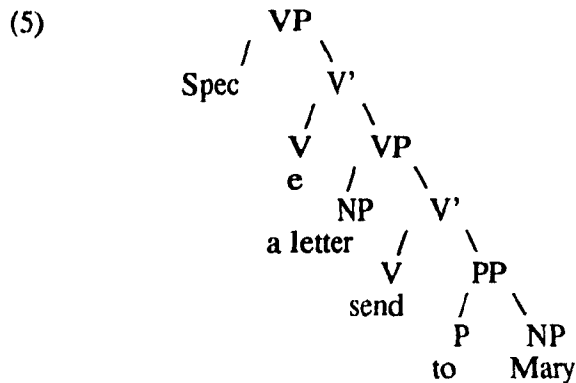 (5) VP
Spec V'
V VP
e
NP V'
a letter
V PP
send
P NP
to Mary